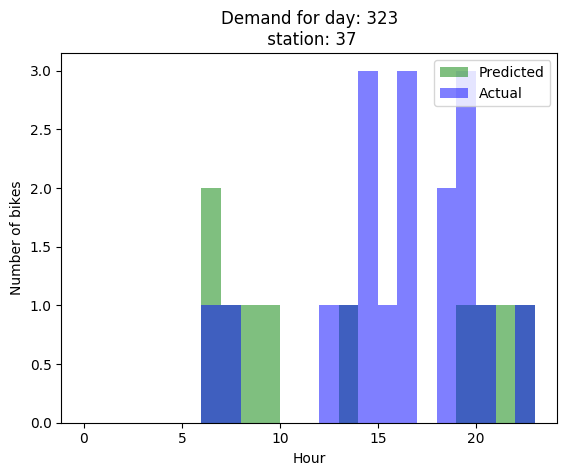 Demand for day: 323
station: 37
Predicted
Actual
Number of bikes
3.0
2.5
2.0
1.5
1.0
0.5
0.0
0
5
10
15
20
Hour